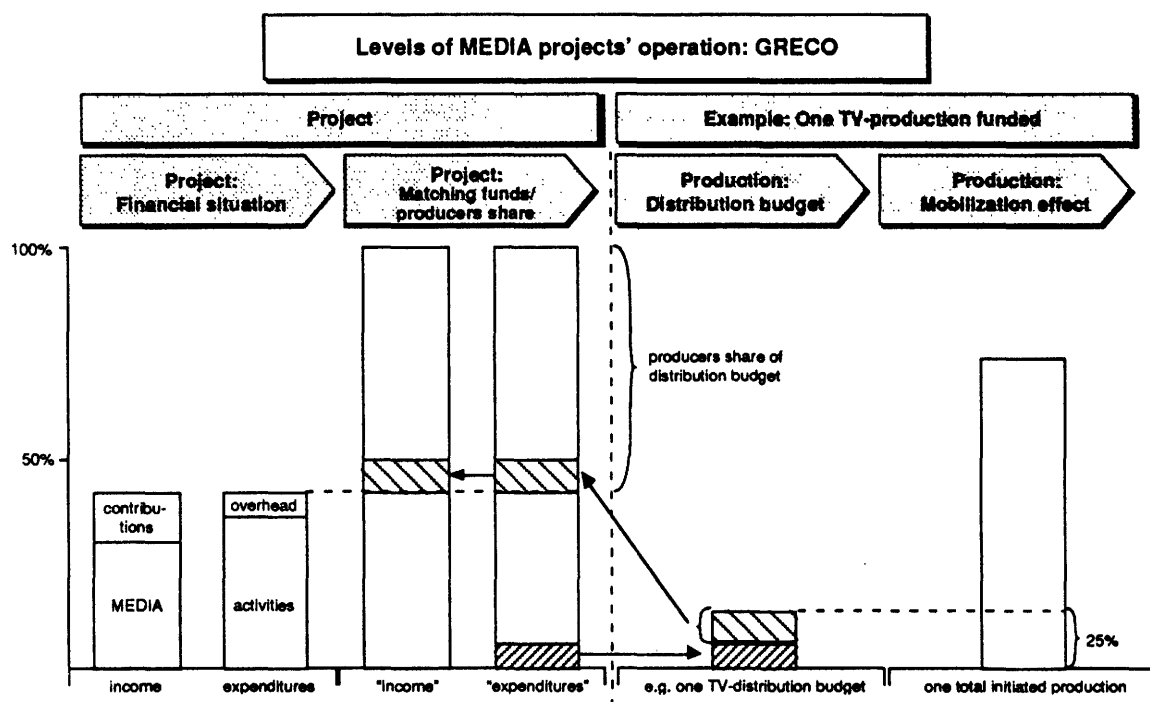 Levels of MEDIA projects' operation: GRECO
Project
Example: One TV-production funded
Project:
Financial situation
Project:
Matching funds/
producers share
Production:
Distribution budget
Production:
Mobilization effect
100%
50%
producers share of
distribution budget
contribu-
tions
overhead
MEDIA
activities
25%
income
expenditures
"Income"
"expenditures"
e.g. one TV-distribution budget
one total initiated production